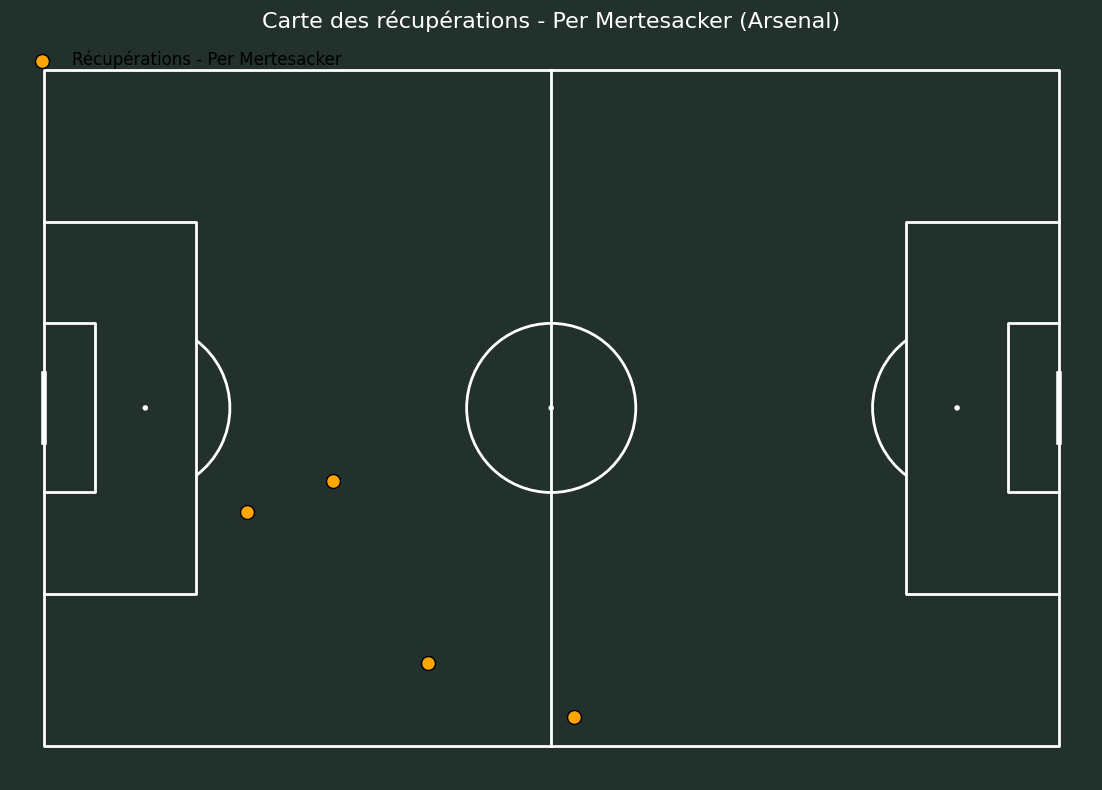 Carte des récupérations - Per Mertesacker (Arsenal)
Récupérations - Per Mertesacker